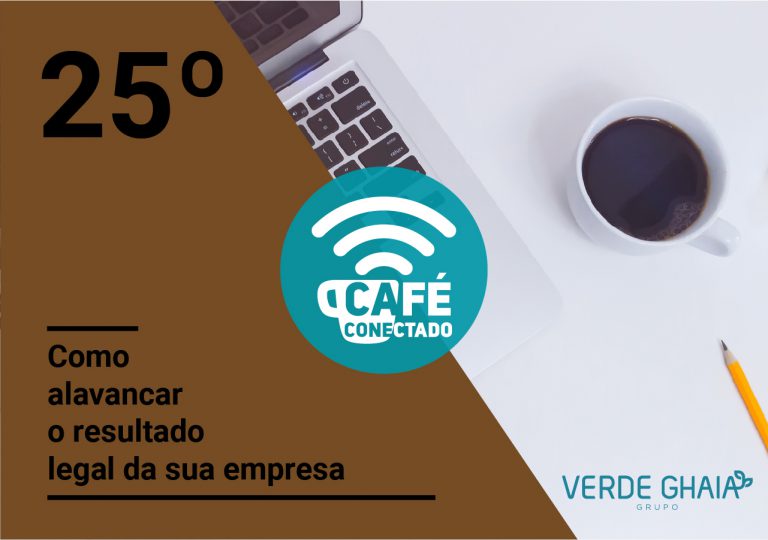 25º
CAFÉ
CONECTADO
Como
alavancar
o resultado
legal da sua empresa
VERDE GHAIA
GRUPO